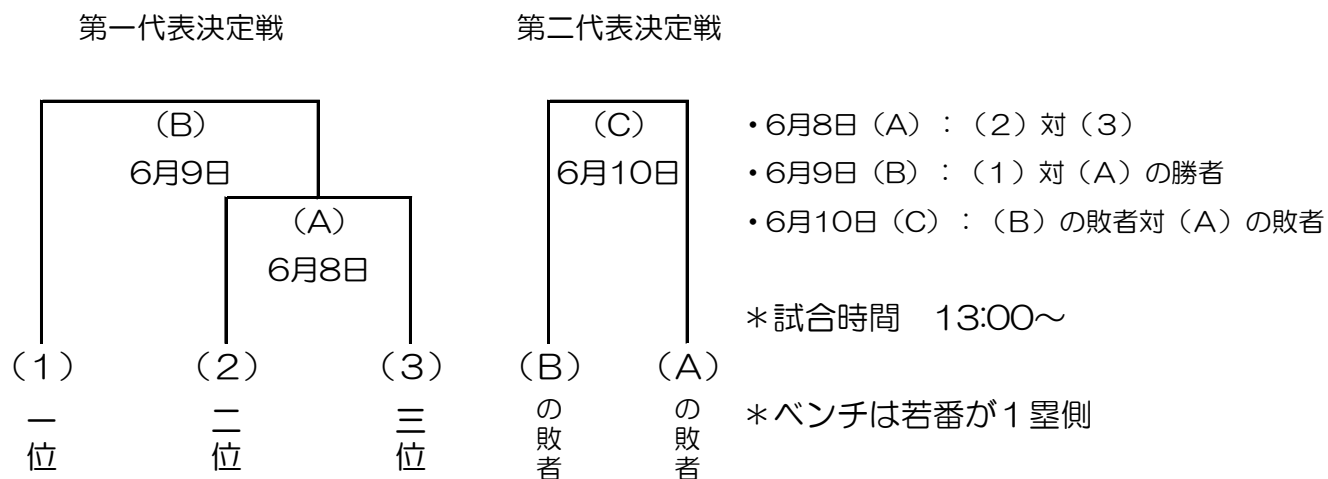 第一代表決定戦
第二代表決定戦
(B)
6月9日
(A)
6月8日
(1)
一位
(2)
二位
(3)
三位
(C)
6月10日
(B)の敗者
(A)の敗者
・6月8日(A):(2)対(3)
・6月9日(B):(1)対(A)の勝者
・6月10日(C):(B)の敗者対(A)の敗者
＊試合時間　13:00～
＊ベンチは若番が1塁側